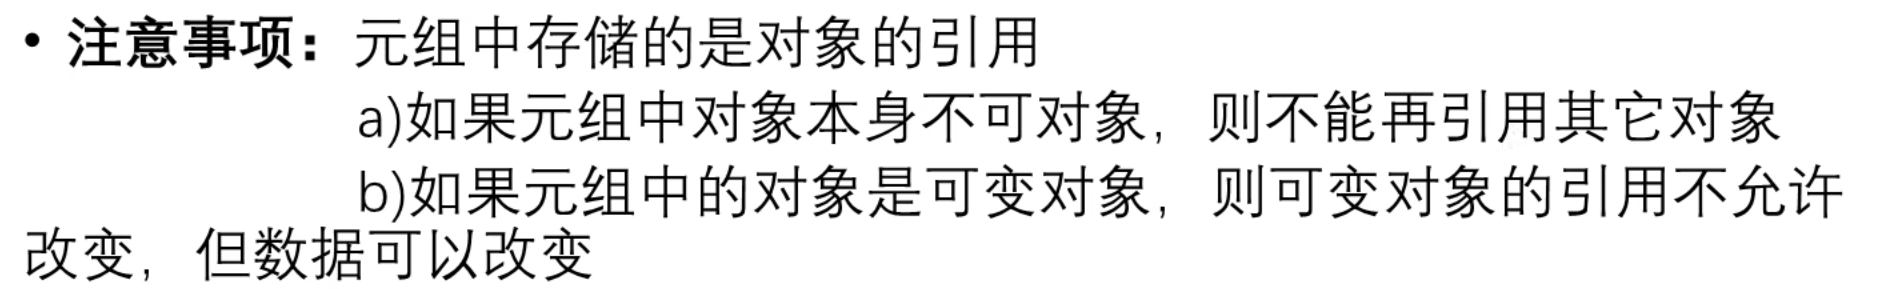 • 注意事项：元组中存储的是对象的引用
a)如果元组中对象本身不可对象，则不能再引用其它对象
b)如果元组中的对象是可变对象，则可变对象的引用不允许
改变，但数据可以改变